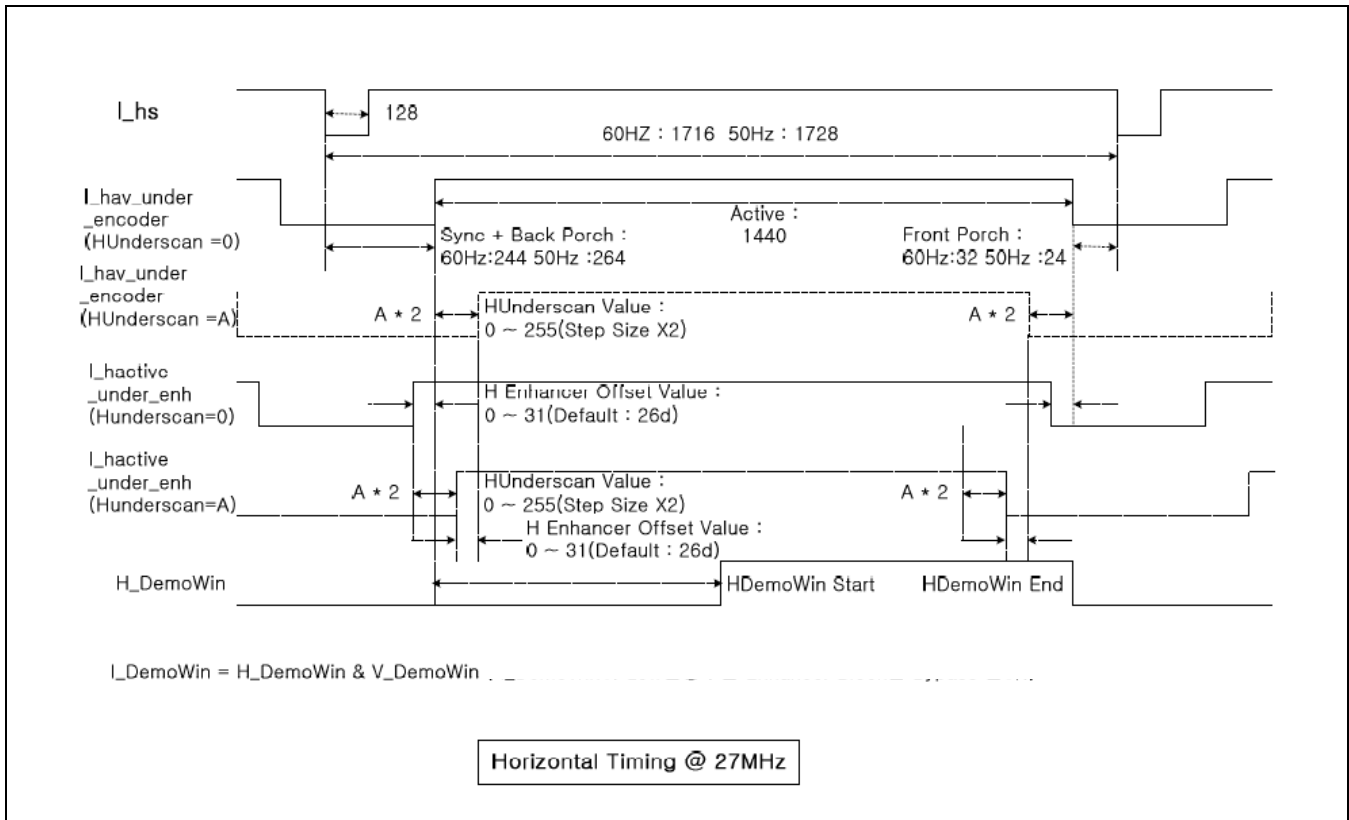 I_hs
128
60HZ : 1716 50Hz : 1728
I_hav_under
_encoder
(HUnderscan =0)
Active :
1440
Sync + Back Porch :
60Hz:244 50Hz :264
Front Porch :
60Hz:32 50Hz :24
I_hav_under
_encoder
(HUnderscan =A)
A * 2
HUnderscan Value :
0 ~ 255(Step Size X2)
A * 2
I_hactive
_under_enh
(Hunderscan=0)
H Enhancer Offset Value :
0 ~ 31(Default : 26d)
I_hactive
_under_enh
(Hunderscan=A)
A * 2
HUnderscan Value :
0 ~ 255(Step Size X2)
A * 2
H Enhancer Offset Value :
0 ~ 31(Default : 26d)
H_DemoWin
HDemoWin Start
HDemoWin End
I_DemoWin = H_DemoWin & V_DemoWin
Horizontal Timing @ 27MHz